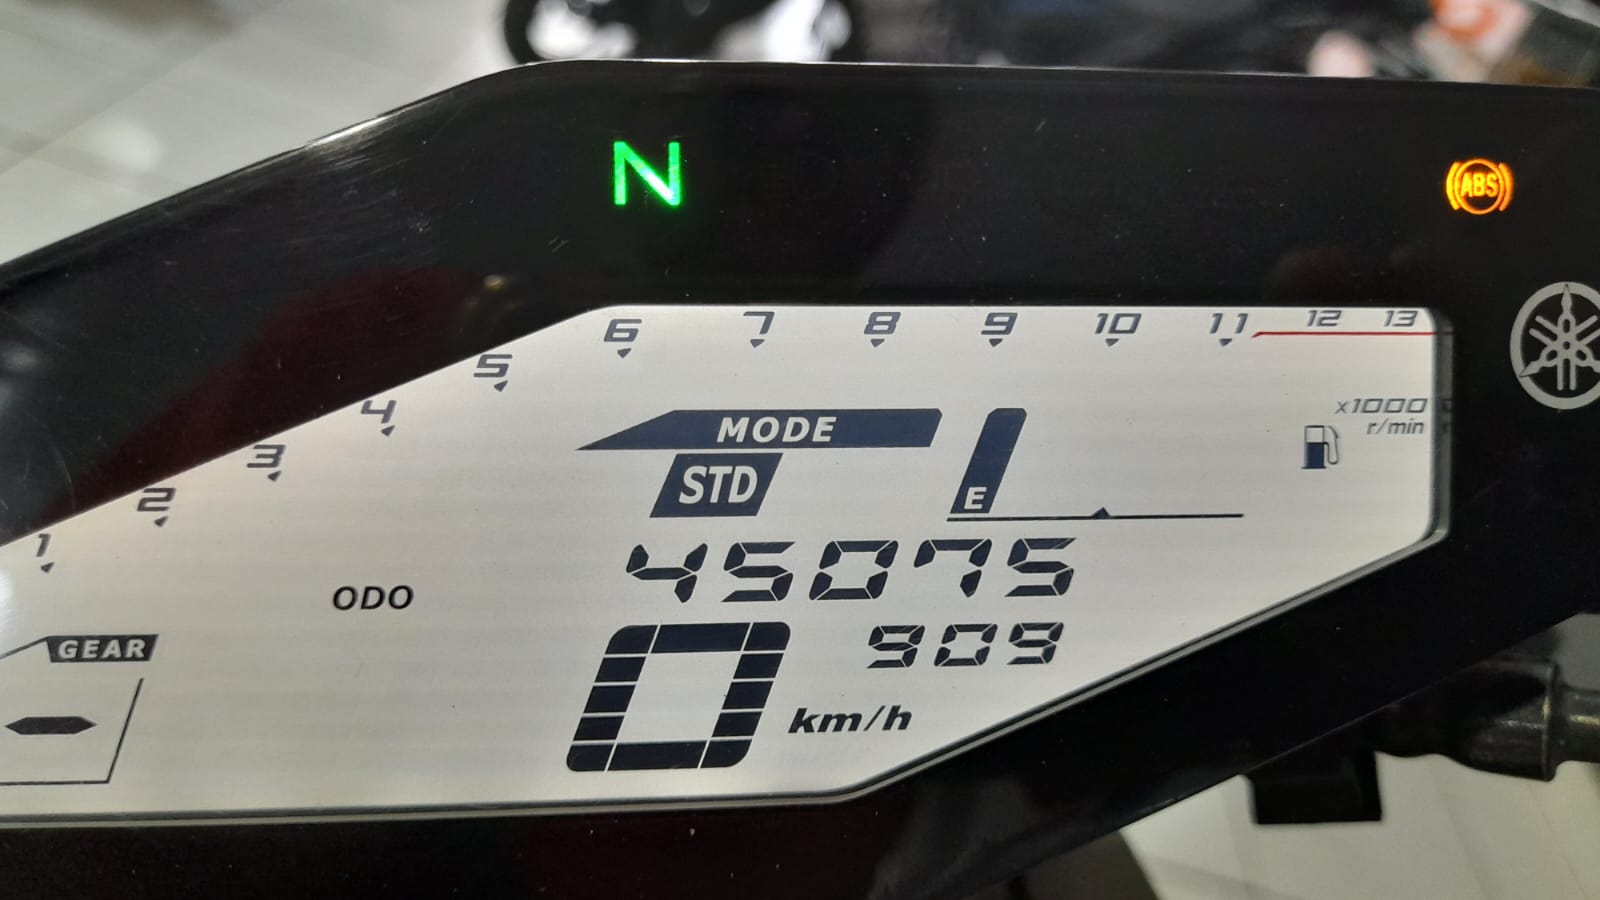 N
ABS
1 2 3 4 5 6 7 8 9 10 11 12 13
x1000
r/min
MODE
STD
E
45075
ODO
909
GEAR
0 km/h